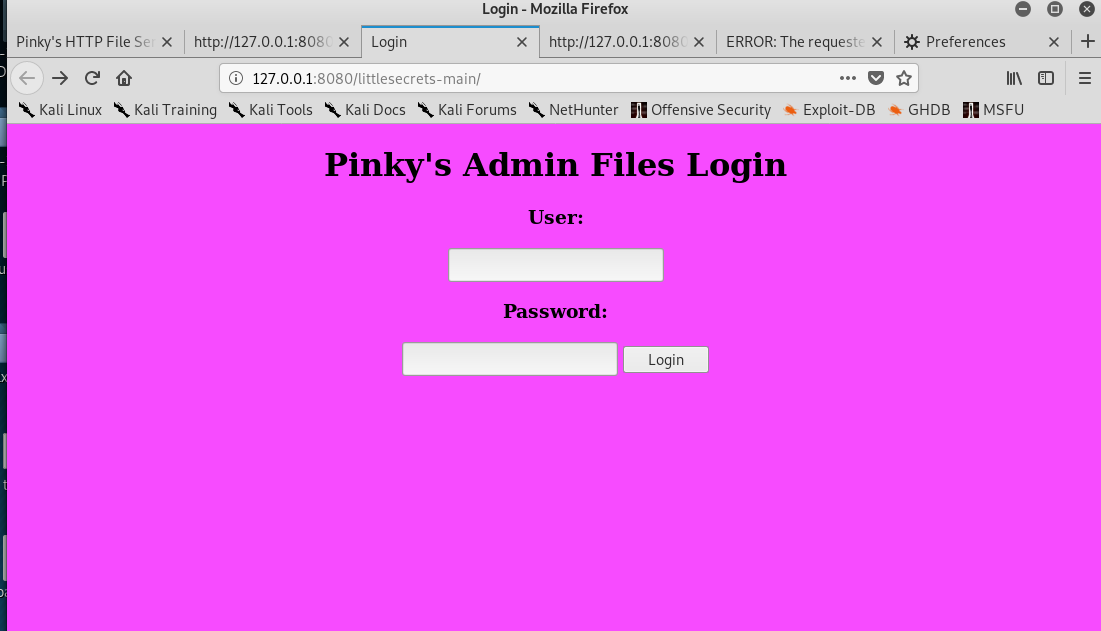 Login - Mozilla Firefox
Pinky's HTTP File Ser http://127.0.0.1:8080 Login http://127.0.0.1:8080 ERROR: The requeste Preferences
127.0.0.1:8080/littlesecrets-main/
Kali Linux Kali Training Kali Tools Kali Docs Kali Forums NetHunter Offensive Security Exploit-DB GHDB MSFU
Pinky's Admin Files Login
User:
Password:
Login